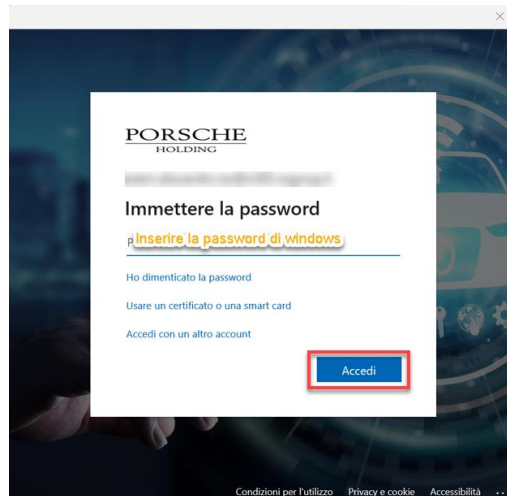 PORSCHE
HOLDING
Immettere la password
P Inserire la password di windows
Ho dimenticato la password
Usare un certificato o una smart card
Accedi con un altro account
Accedi
Condizioni per l'utilizzo Privacy e cookie Accessibilità ..